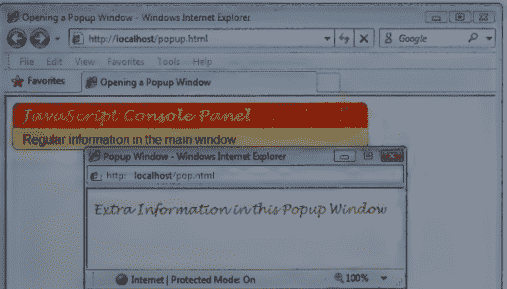 Opening a Popup Window - Windows Internet Explorer
http://localhost/popup.html
Google
File Edit View Favorites Tools Help
Favorites
Opening a Popup Window
JavaScript Console Panel
Regular information in the main window
Popup Window - Windows Internet Explorer
http: localhost/pop.html
Extra Information in this Popup Window
Internet | Protected Mode: On
100%